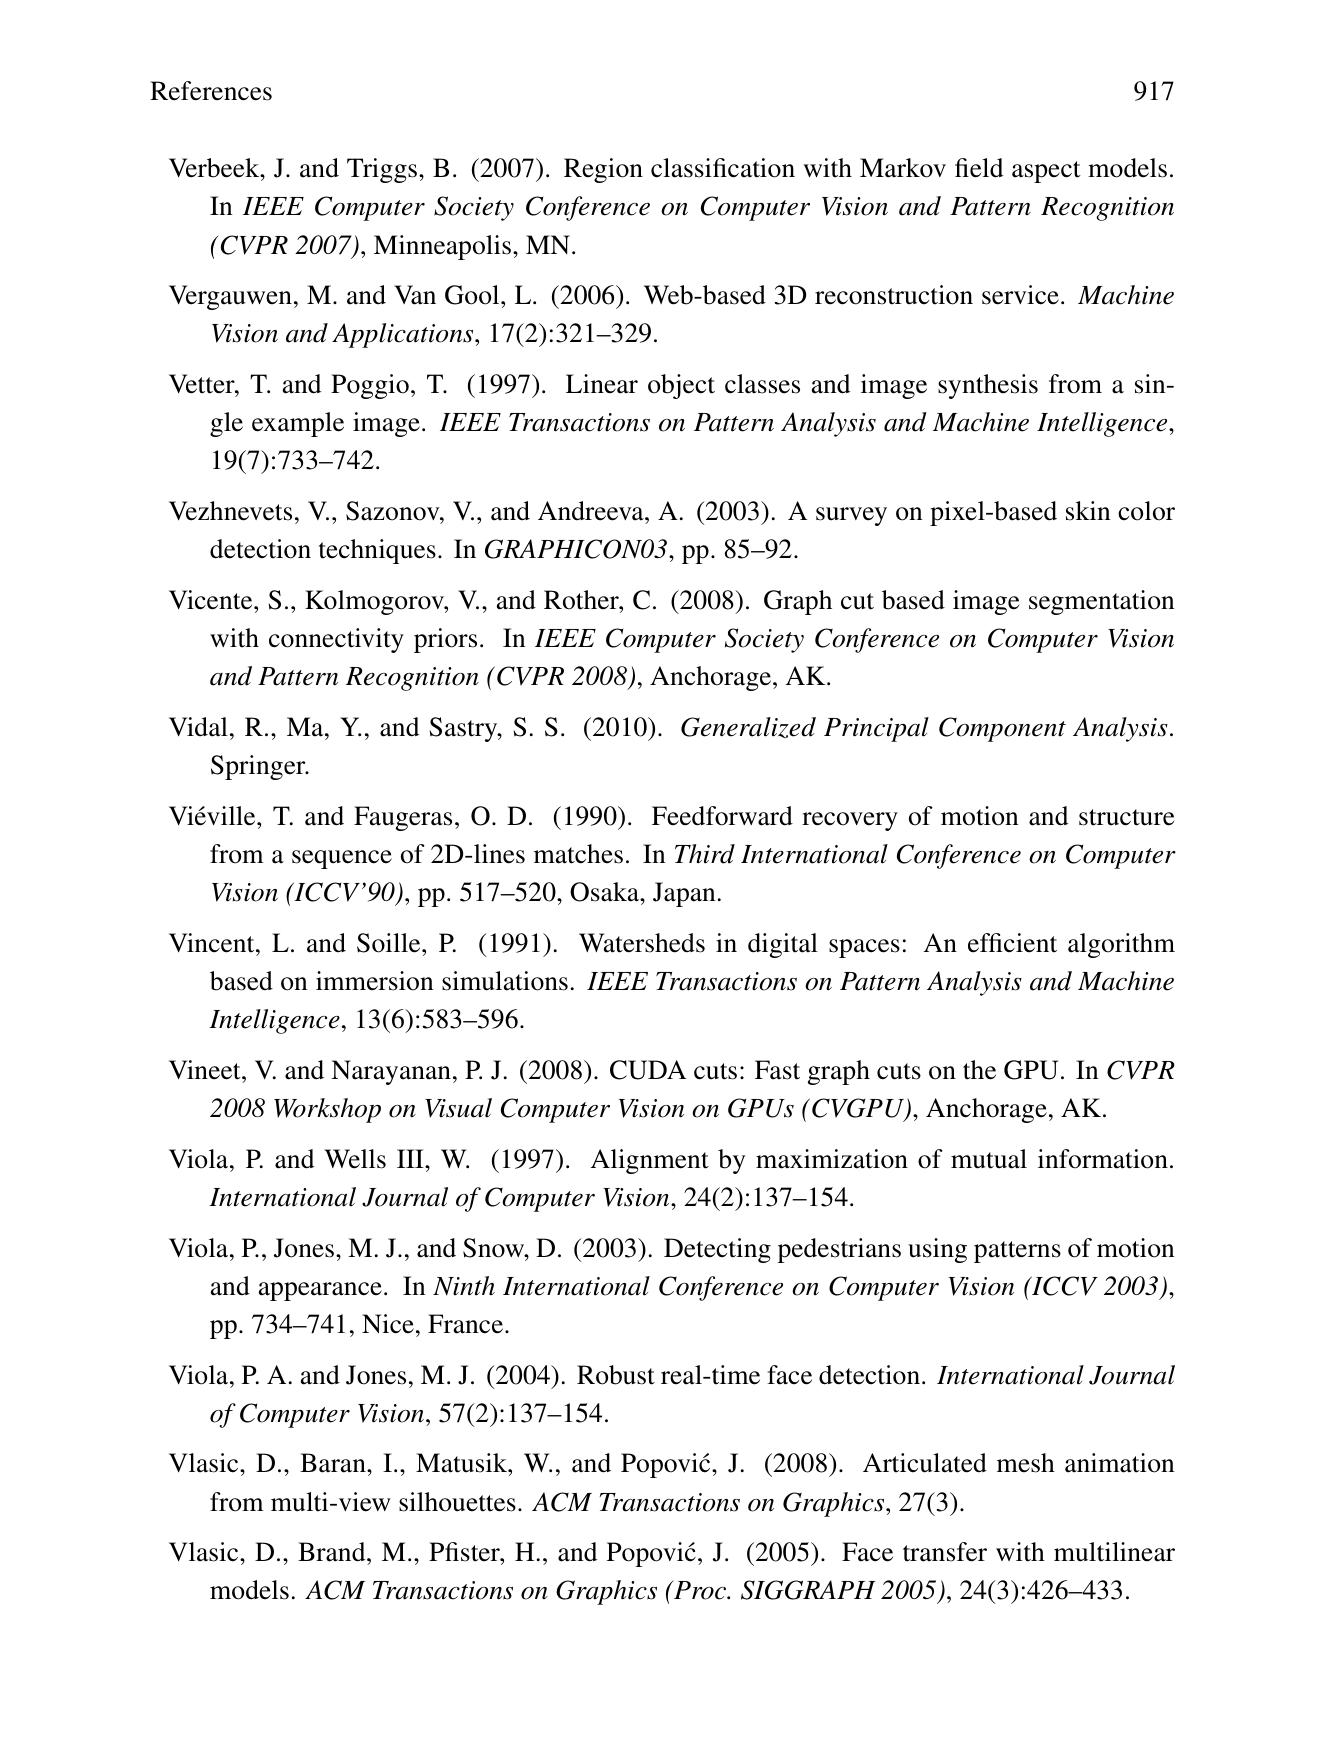 References 917
Verbeek, J. and Triggs, B. (2007). Region classification with Markov field aspect models.
In IEEE Computer Society Conference on Computer Vision and Pattern Recognition
(CVPR 2007), Minneapolis, MN.
Vergauwen, M. and Van Gool, L. (2006). Web-based 3D reconstruction service. Machine
Vision and Applications, 17(2):321–329.
Vetter, T. and Poggio, T. (1997). Linear object classes and image synthesis from a sin-
gle example image. IEEE Transactions on Pattern Analysis and Machine Intelligence,
19(7):733–742.
Vezhnevets, V., Sazonov, V., and Andreeva, A. (2003). A survey on pixel-based skin color
detection techniques. In GRAPHICON03, pp. 85–92.
Vicente, S., Kolmogorov, V., and Rother, C. (2008). Graph cut based image segmentation
with connectivity priors. In IEEE Computer Society Conference on Computer Vision
and Pattern Recognition (CVPR 2008), Anchorage, AK.
Vidal, R., Ma, Y., and Sastry, S. S. (2010). Generalized Principal Component Analysis.
Springer.
Viéville, T. and Faugeras, O. D. (1990). Feedforward recovery of motion and structure
from a sequence of 2D-lines matches. In Third International Conference on Computer
Vision (ICCV’90), pp. 517–520, Osaka, Japan.
Vincent, L. and Soille, P. (1991). Watersheds in digital spaces: An efficient algorithm
based on immersion simulations. IEEE Transactions on Pattern Analysis and Machine
Intelligence, 13(6):583–596.
Vineet, V. and Narayanan, P. J. (2008). CUDA cuts: Fast graph cuts on the GPU. In CVPR
2008 Workshop on Visual Computer Vision on GPUs (CVGPU), Anchorage, AK.
Viola, P. and Wells III, W. (1997). Alignment by maximization of mutual information.
International Journal of Computer Vision, 24(2):137–154.
Viola, P., Jones, M. J., and Snow, D. (2003). Detecting pedestrians using patterns of motion
and appearance. In Ninth International Conference on Computer Vision (ICCV 2003),
pp. 734–741, Nice, France.
Viola, P. A. and Jones, M. J. (2004). Robust real-time face detection. International Journal
of Computer Vision, 57(2):137–154.
Vlasic, D., Baran, I., Matusik, W., and Popović, J. (2008). Articulated mesh animation
from multi-view silhouettes. ACM Transactions on Graphics, 27(3).
Vlasic, D., Brand, M., Pfister, H., and Popović, J. (2005). Face transfer with multilinear
models. ACM Transactions on Graphics (Proc. SIGGRAPH 2005), 24(3):426–433.